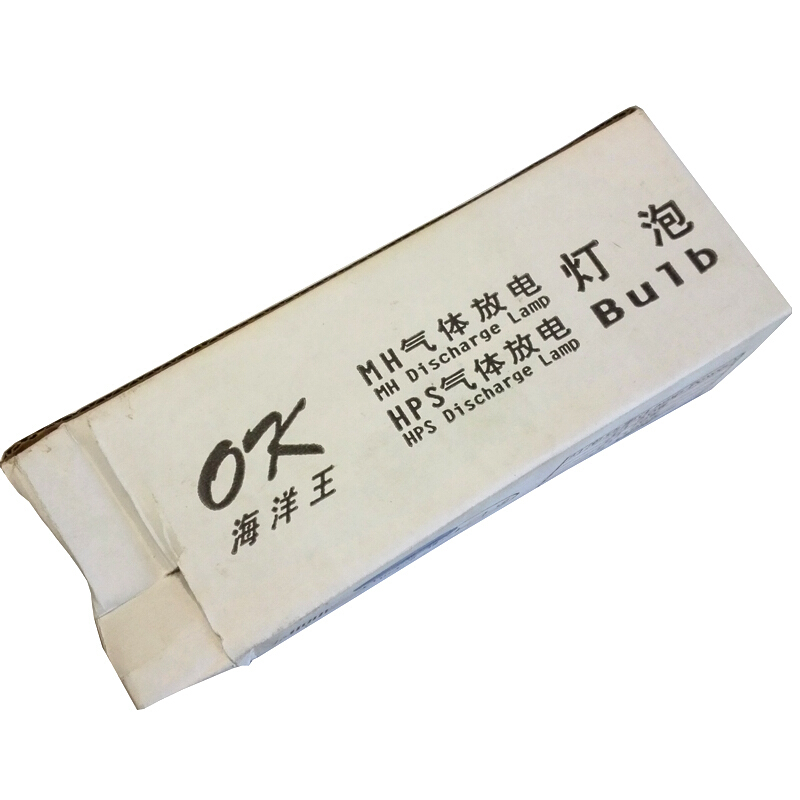 OK
海洋王
MH气体放电
MH Discharge Lamp
HPS气体放电
HPS Discharge Lamp
灯泡
Bulb